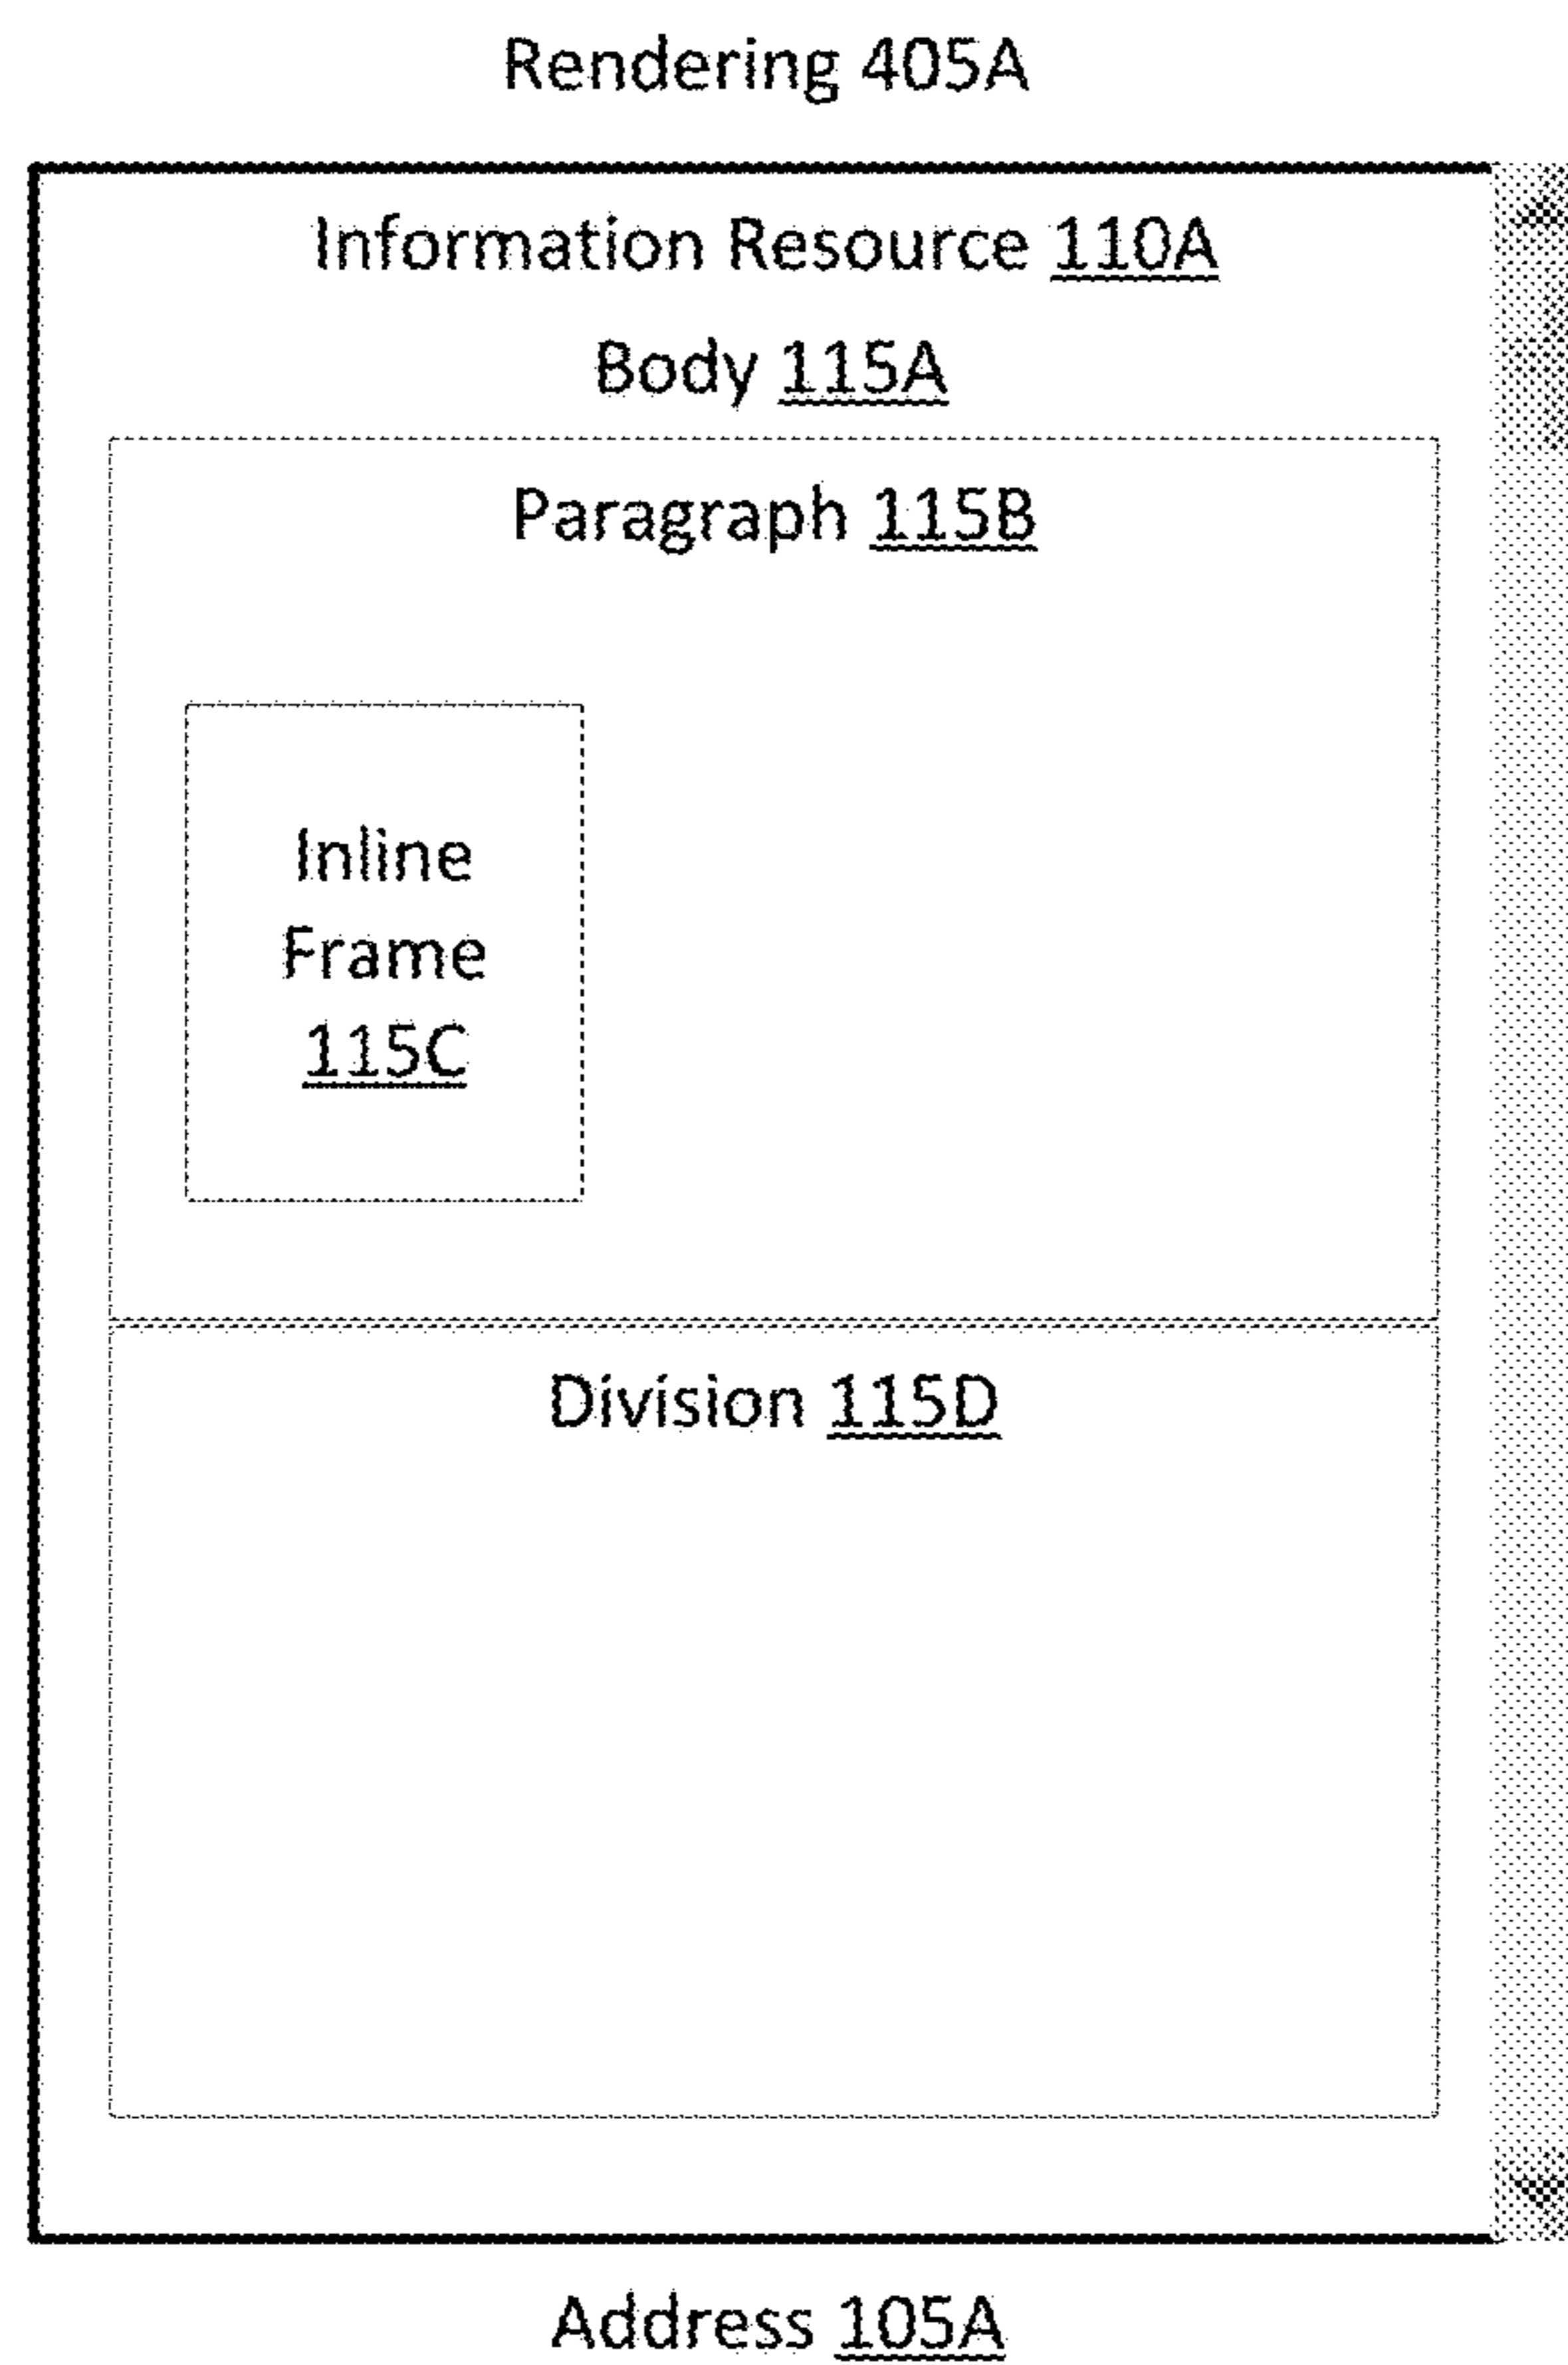 Rendering 405A
Information Resource 110A
Body 115A
Paragraph 115B
Inline
Frame
115C
Division 115D
Address 105A